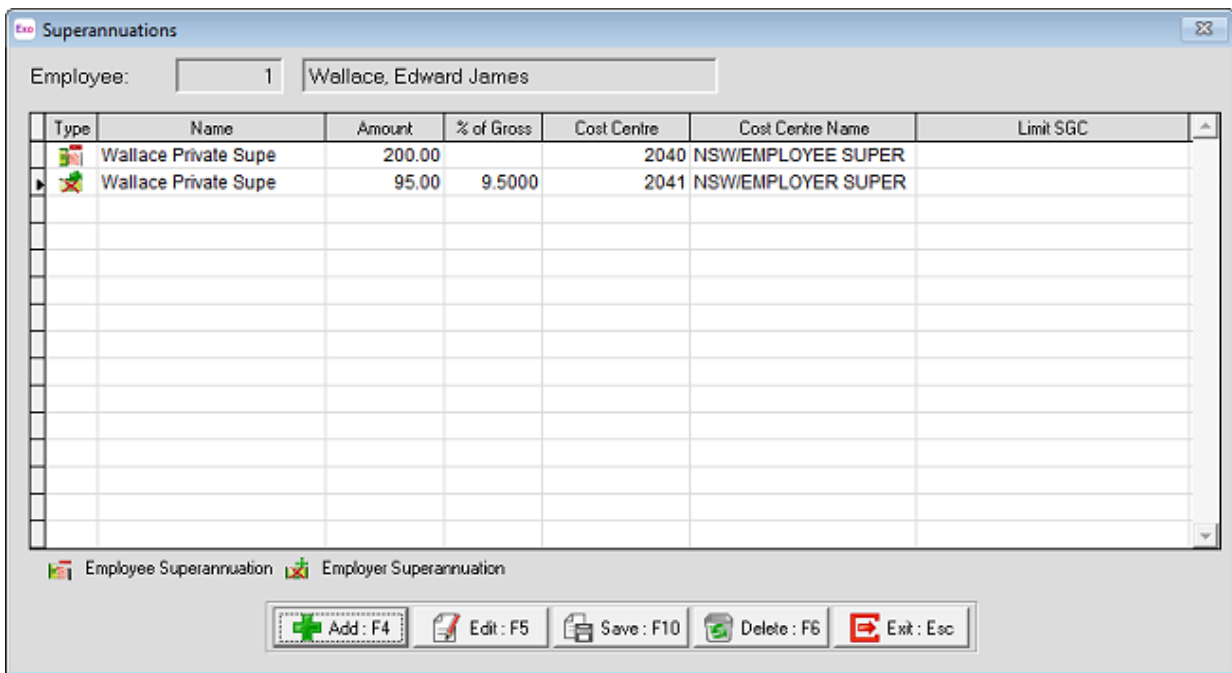 Exo Superannuations
Employee: 1 Wallace, Edward James
Type Name Amount % of Gross Cost Centre Cost Centre Name Limit SGC
Wallace Private Supe 200.00 2040 NSW/EMPLOYEE SUPER
Wallace Private Supe 95.00 9.5000 2041 NSW/EMPLOYER SUPER
Employee Superannuation Employer Superannuation
Add : F4 Edit : F5 Save : F10 Delete : F6 Exit : Esc